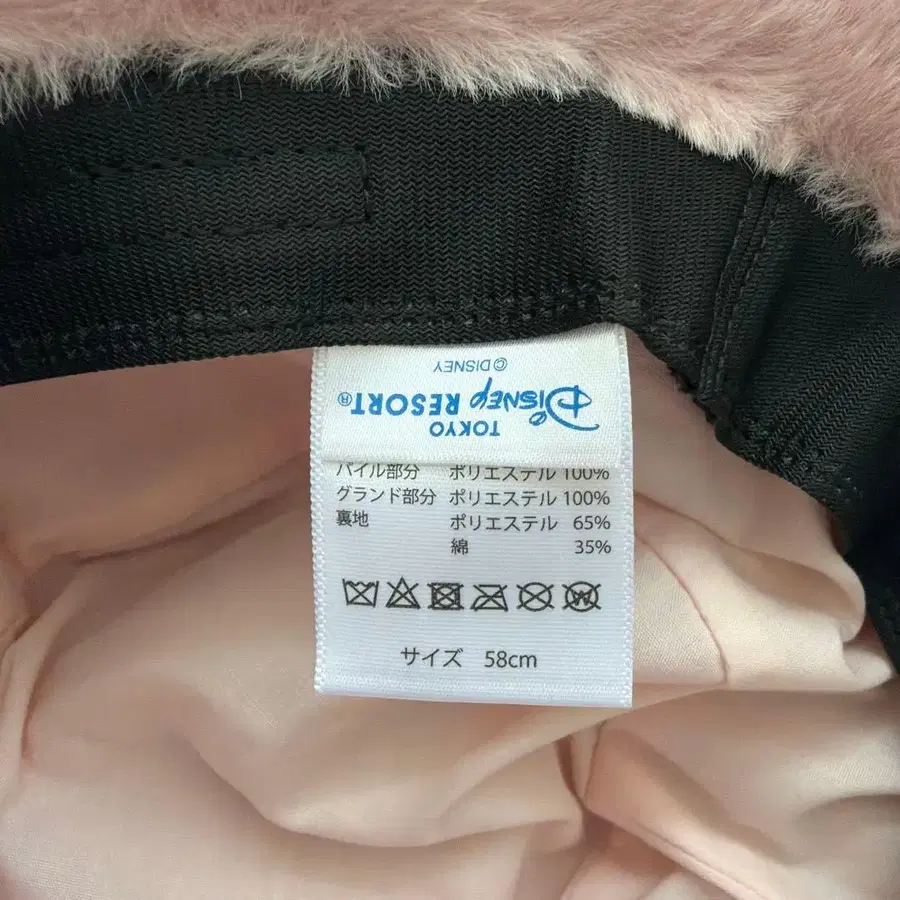 © DISNEY
TOKYO
DISNEY RESORT®
パイル部分 ポリエステル 100%
グランド部分 ポリエステル 100%
裏地 ポリエステル 65%
綿 35%
サイズ 58cm